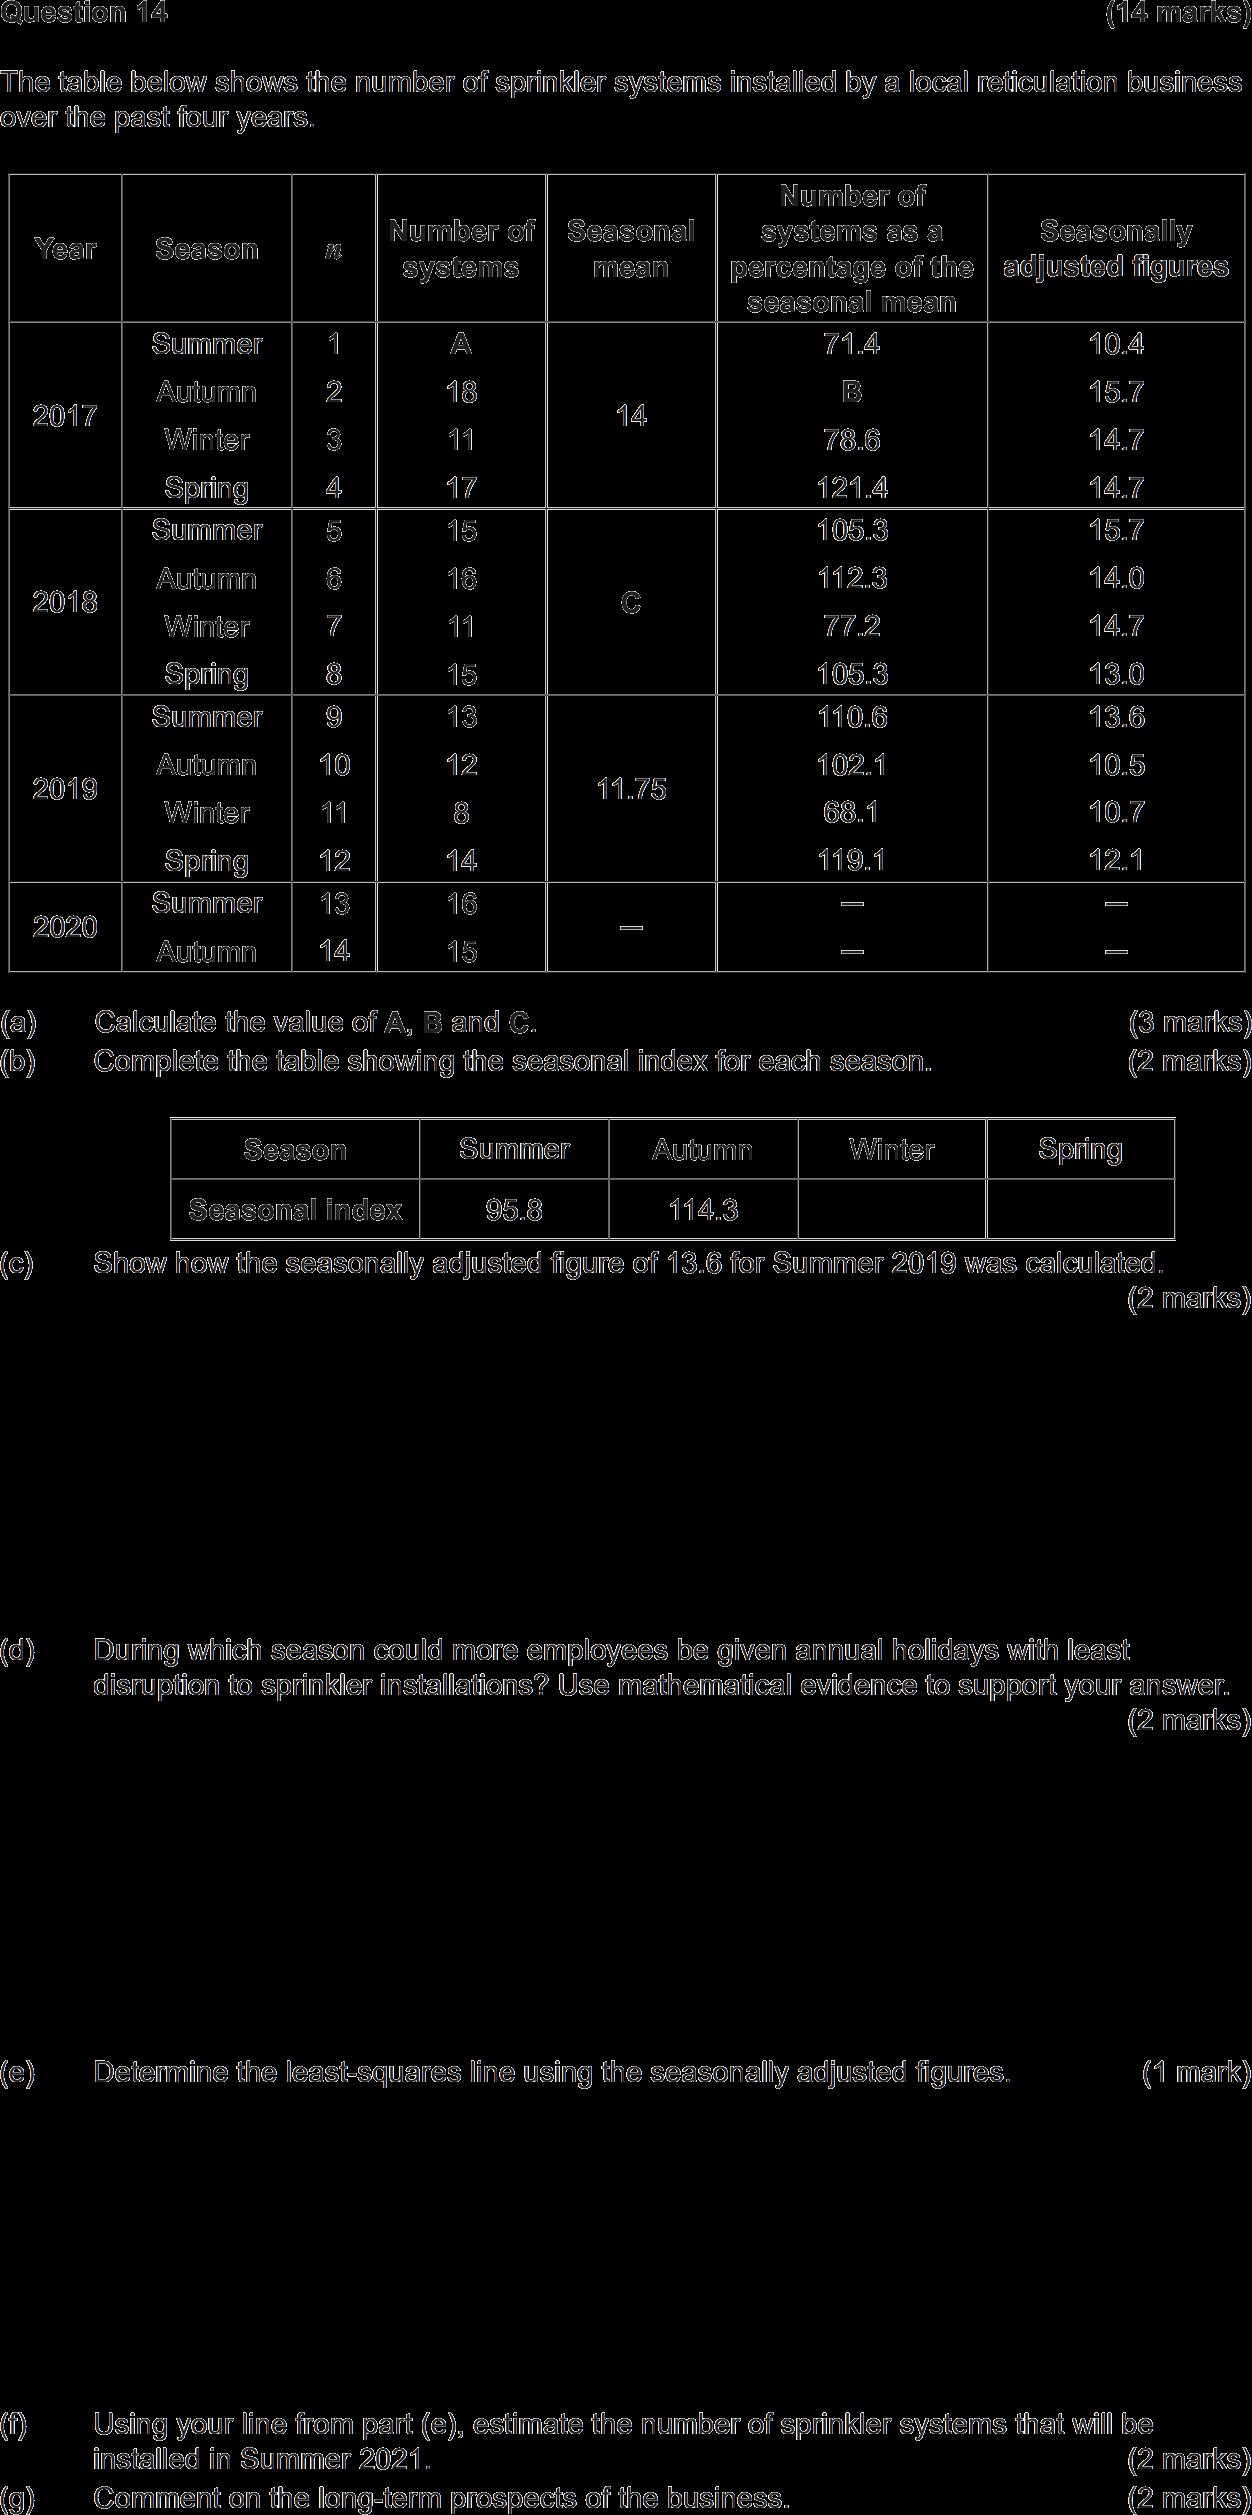 Question 14 (14 marks)
The table below shows the number of sprinkler systems installed by a local reticulation business
over the past four years.
Year Season n Number of systems Seasonal mean Number of systems as a percentage of the seasonal mean Seasonally adjusted figures
2017 Summer 1 A 14 71.4 10.4
Autumn 2 18 B 15.7
Winter 3 11 78.6 14.7
Spring 4 17 121.4 14.7
2018 Summer 5 15 C 105.3 15.7
Autumn 6 16 112.3 14.0
Winter 7 11 77.2 14.7
Spring 8 15 105.3 13.0
2019 Summer 9 13 11.75 110.6 13.6
Autumn 10 12 102.1 10.5
Winter 11 8 68.1 10.7
Spring 12 14 119.1 12.1
2020 Summer 13 16 — — —
Autumn 14 15 — —
(a) Calculate the value of A, B and C. (3 marks)
(b) Complete the table showing the seasonal index for each season. (2 marks)
Season Summer Autumn Winter Spring
Seasonal index 95.8 114.3
(c) Show how the seasonally adjusted figure of 13.6 for Summer 2019 was calculated.
(2 marks)
(d) During which season could more employees be given annual holidays with least
disruption to sprinkler installations? Use mathematical evidence to support your answer.
(2 marks)
(e) Determine the least-squares line using the seasonally adjusted figures. (1 mark)
(f) Using your line from part (e), estimate the number of sprinkler systems that will be
installed in Summer 2021. (2 marks)
(g) Comment on the long-term prospects of the business. (2 marks)